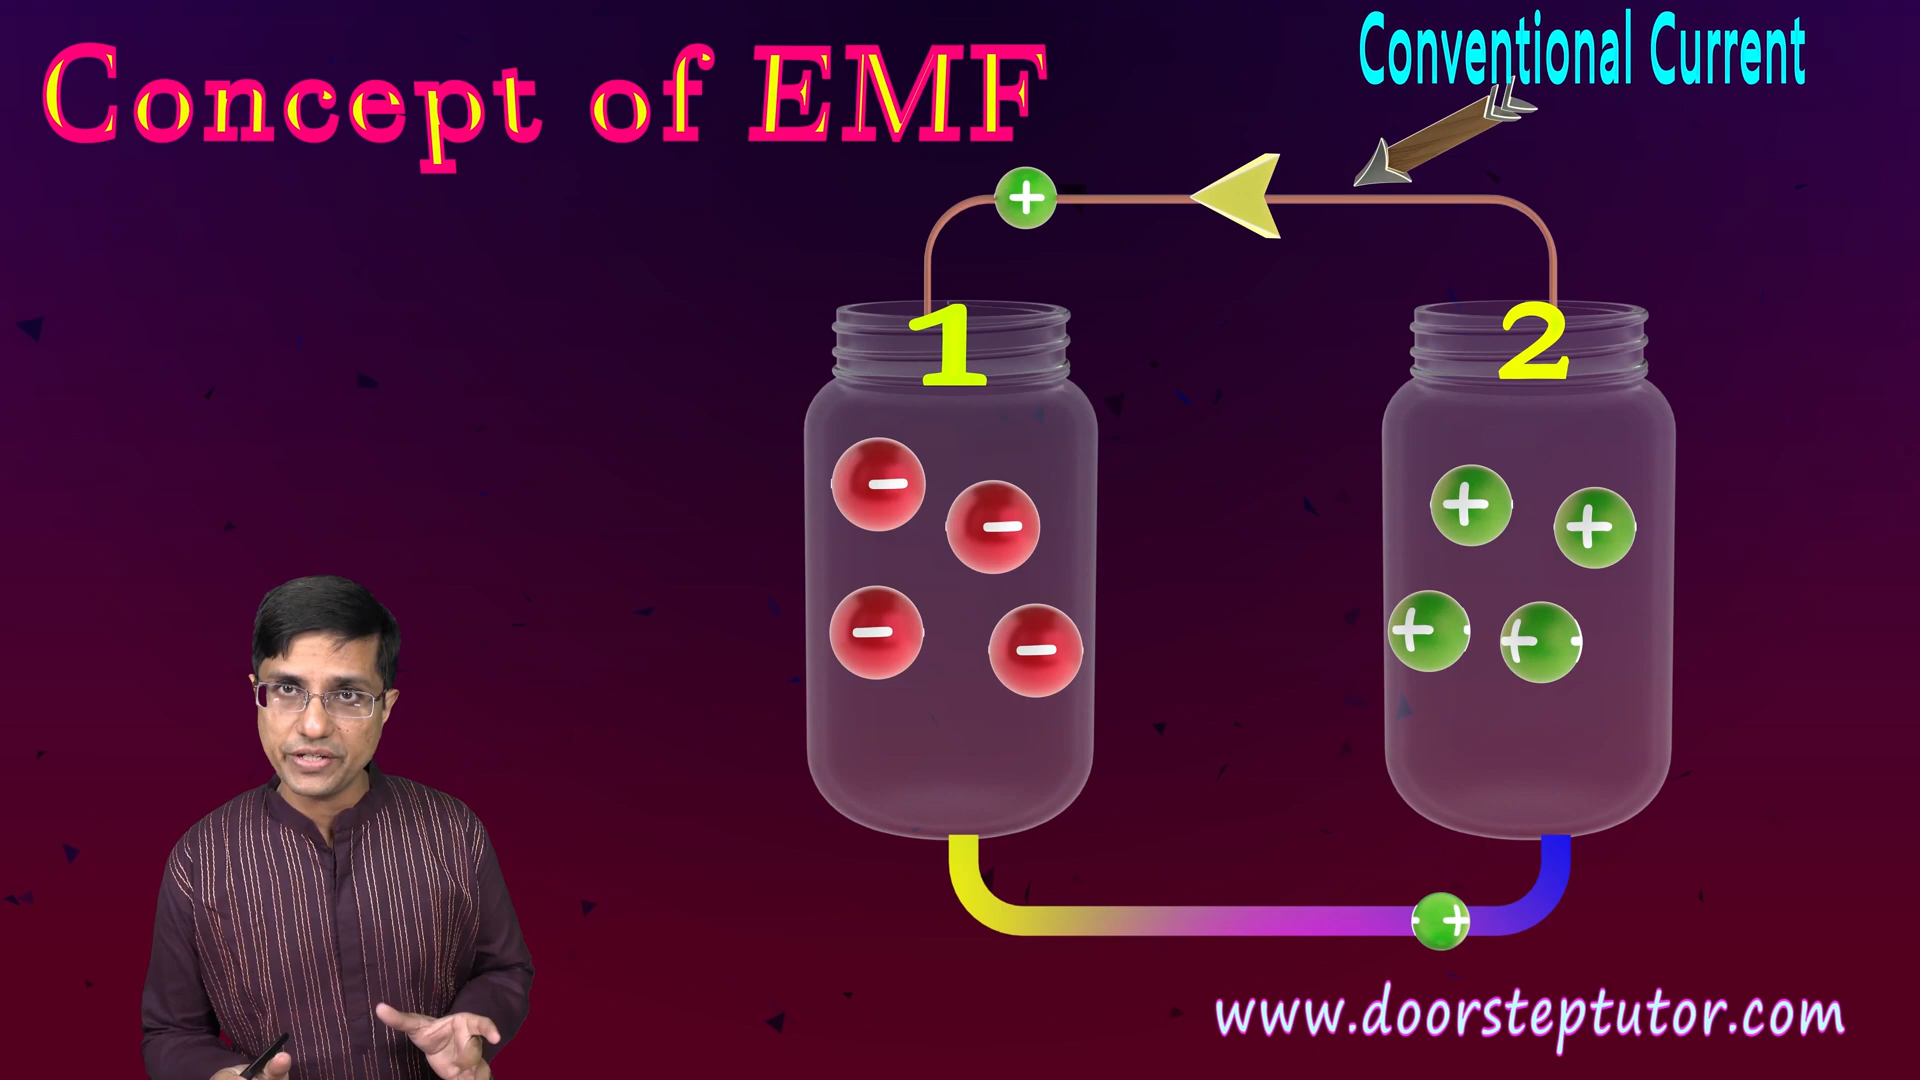 Concept of EMF
Conventional Current
+
1
2
- - - -
+ + + +
+
www.doorsteptutor.com